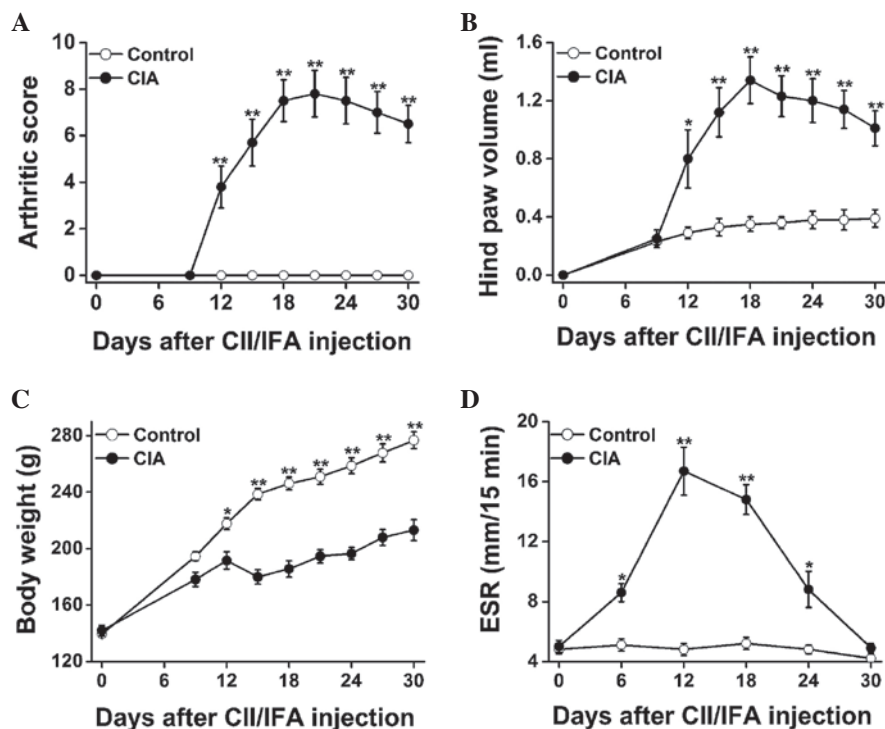 A
Control
CIA
Arthritic score
10
8
6
4
2
0
** ** ** ** ** ** **
0 6 12 18 24 30
Days after CII/IFA injection
B
Control
CIA
Hind paw volume (ml)
1.6
1.2
0.8
0.4
0.0
* ** ** ** ** ** **
0 6 12 18 24 30
Days after CII/IFA injection
C
Control
CIA
Body weight (g)
280
240
200
160
120
* ** ** ** ** ** **
0 6 12 18 24 30
Days after CII/IFA injection
D
Control
CIA
ESR (mm/15 min)
20
16
12
8
4
* ** ** *
0 6 12 18 24 30
Days after CII/IFA injection